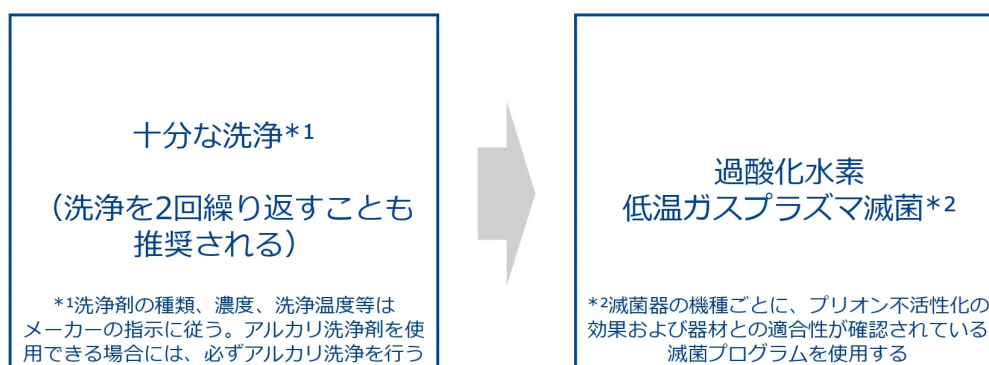 十分な洗浄*1
（洗浄を2回繰り返すことも
推奨される）
*1洗浄剤の種類、濃度、洗浄温度等は
メーカーの指示に従う。アルカリ洗浄剤を使
用できる場合には、必ずアルカリ洗浄を行う
過酸化水素
低温ガスプラズマ滅菌*2
*2滅菌器の機種ごとに、プリオン不活性化の
効果および器材との適合性が確認されている
滅菌プログラムを使用する